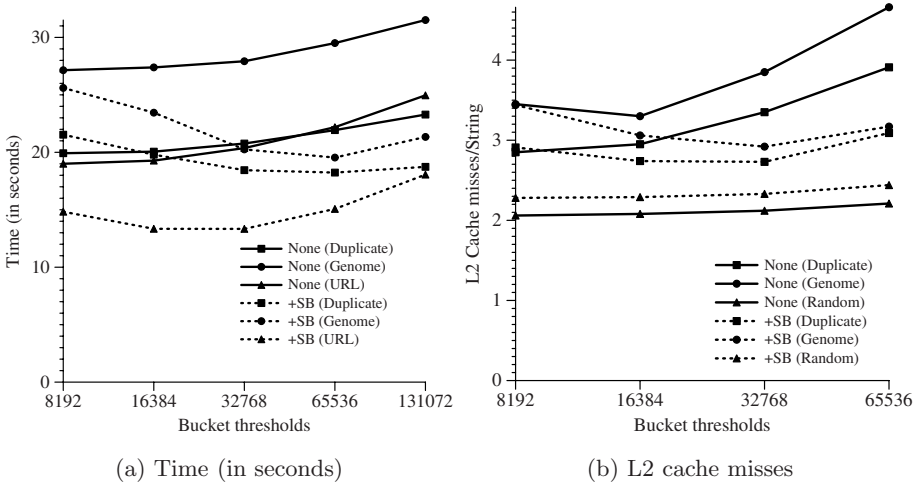 30
20
10
0
Time (in seconds)
8192 16384 32768 65536 131072
Bucket thresholds
None (Duplicate)
None (Genome)
None (URL)
+SB (Duplicate)
+SB (Genome)
+SB (URL)
(a) Time (in seconds)
4
3
2
1
0
L2 Cache misses/String
8192 16384 32768 65536
Bucket thresholds
None (Duplicate)
None (Genome)
None (Random)
+SB (Duplicate)
+SB (Genome)
+SB (Random)
(b) L2 cache misses